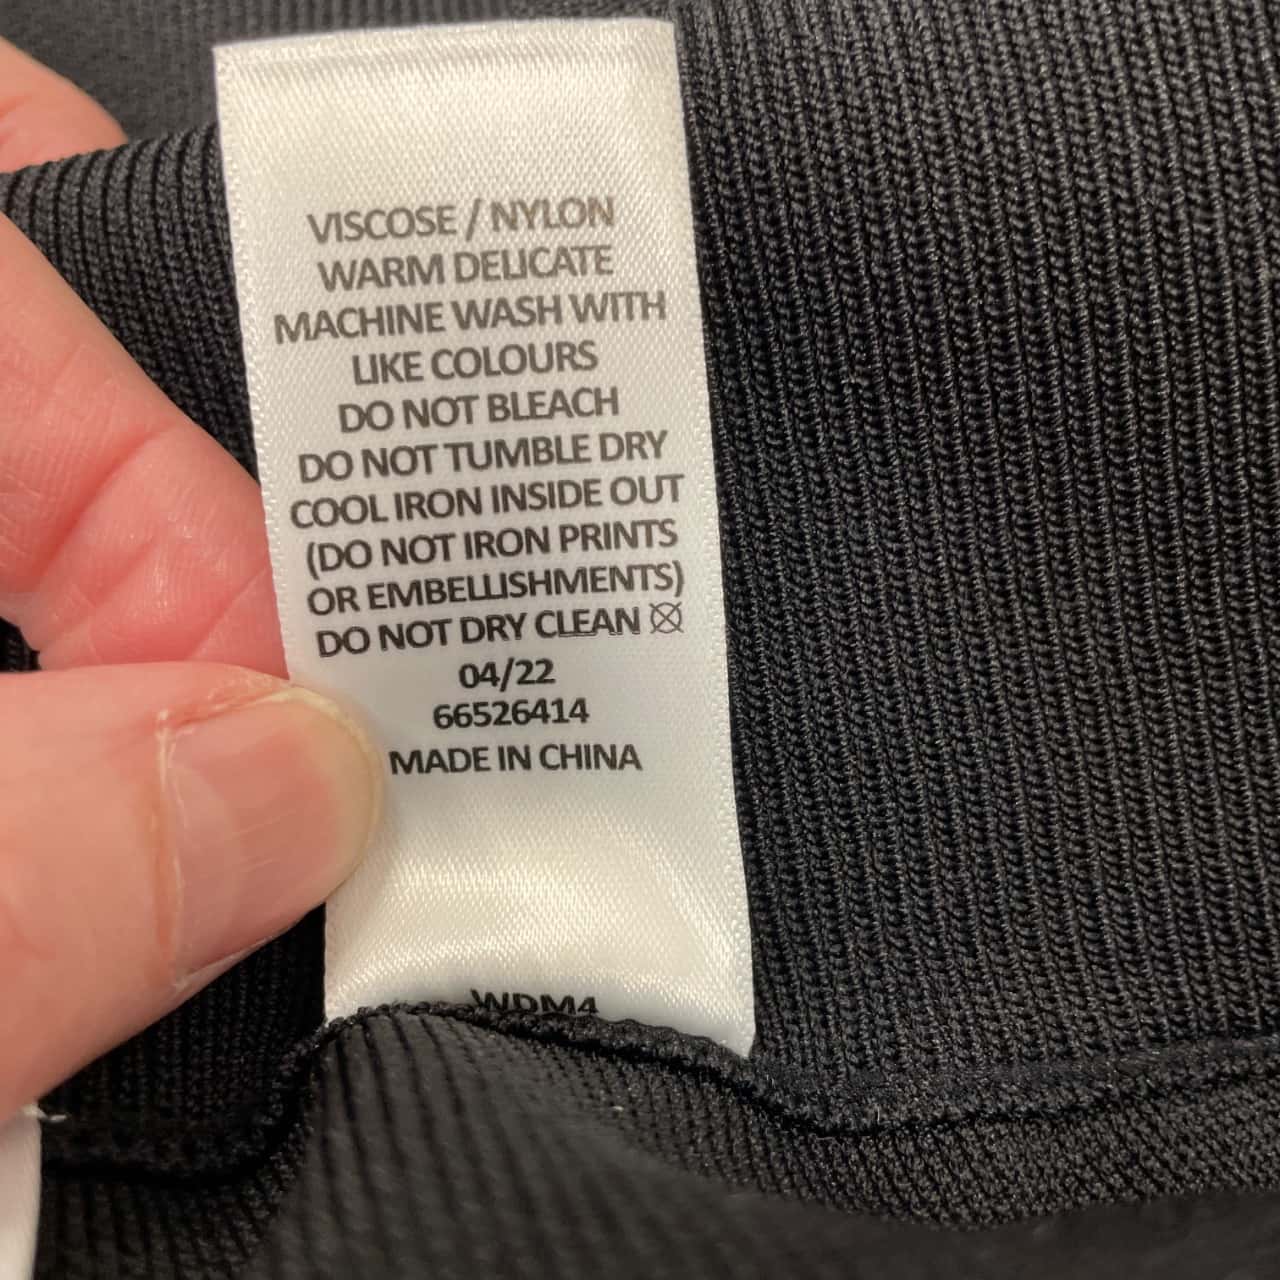 VISCOSE / NYLON
WARM DELICATE
MACHINE WASH WITH
LIKE COLOURS
DO NOT BLEACH
DO NOT TUMBLE DRY
COOL IRON INSIDE OUT
(DO NOT IRON PRINTS
OR EMBELLISHMENTS)
DO NOT DRY CLEAN
04/22
66526414
MADE IN CHINA
WDM4